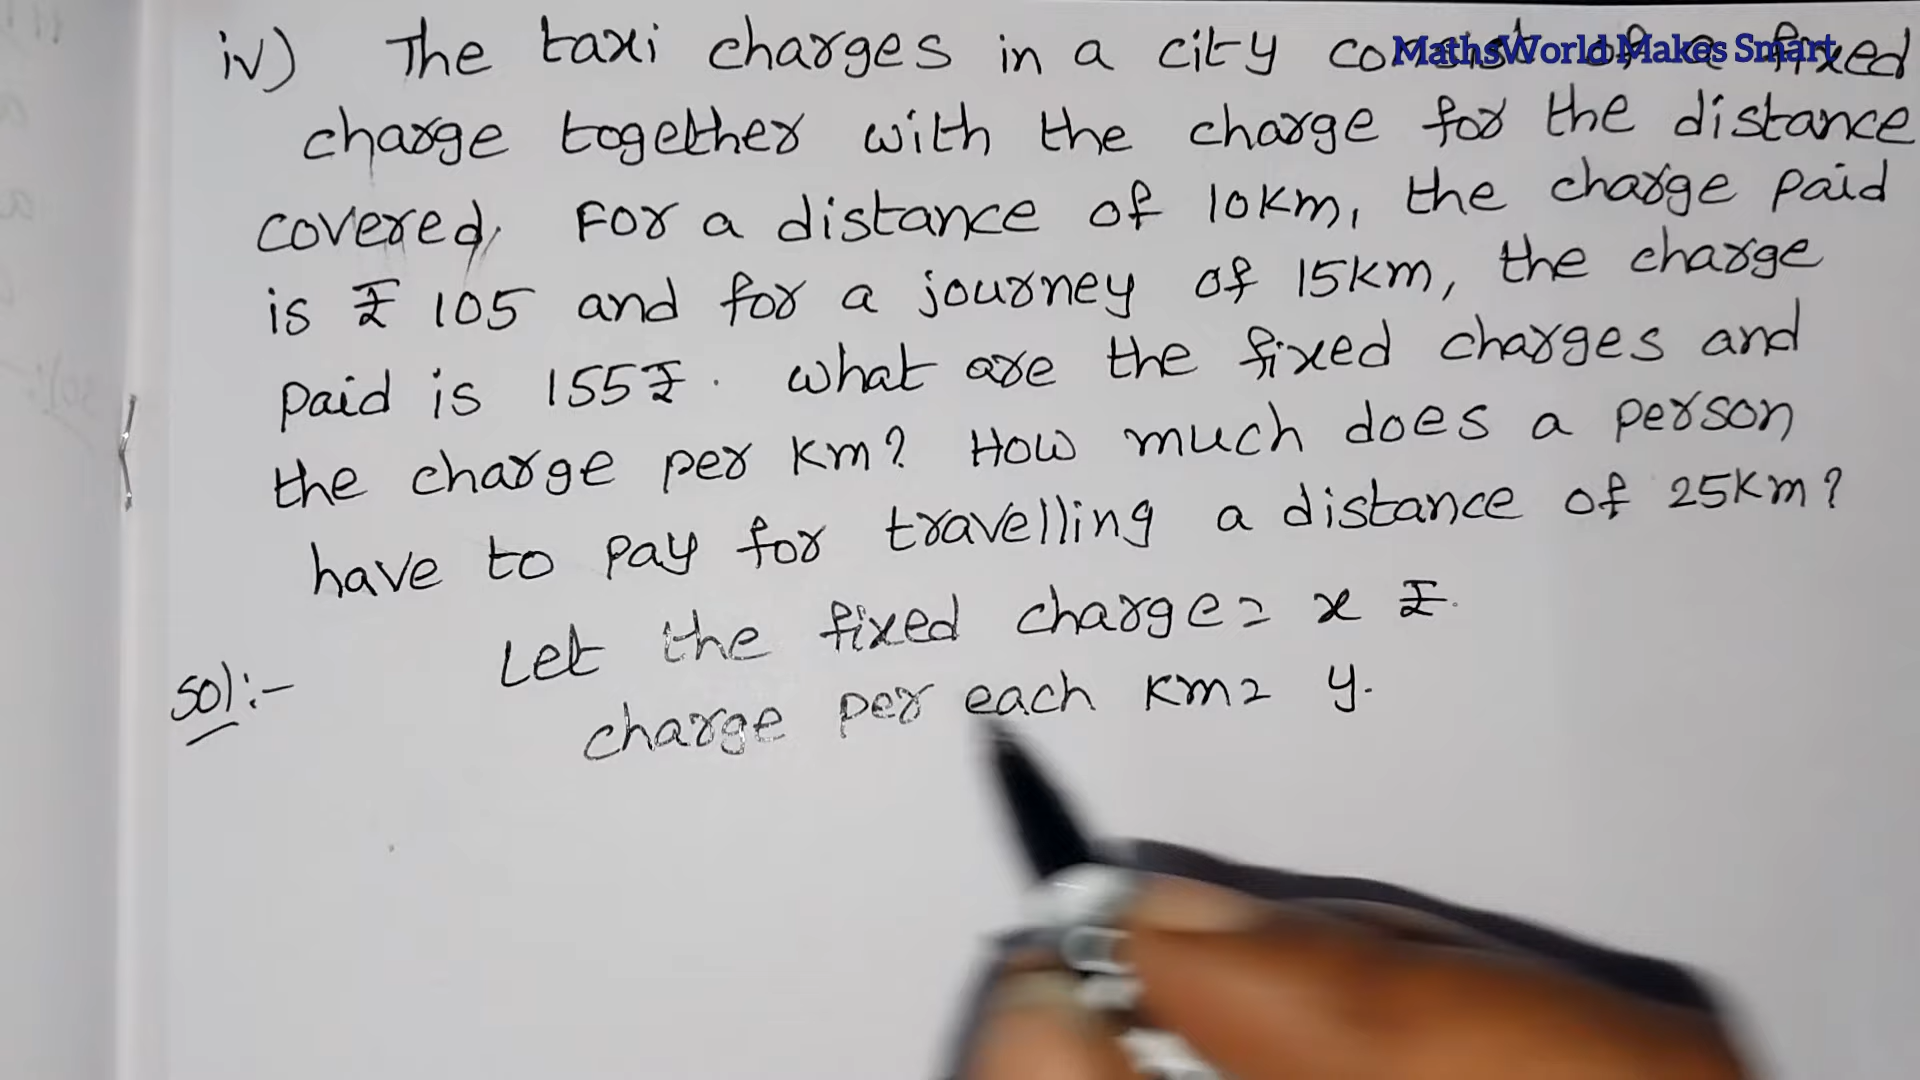 MathsWorld Makes Smart
iv) The taxi charges in a city consist of a fixed
charge together with the charge for the distance
covered. For a distance of 10km, the charge paid
is ₹ 105 and for a journey of 15km, the charge
paid is 155₹. what are the fixed charges and
the charge per km? How much does a person
have to pay for travelling a distance of 25km?
Sol:- Let the fixed charge = x ₹.
charge per each km = y.